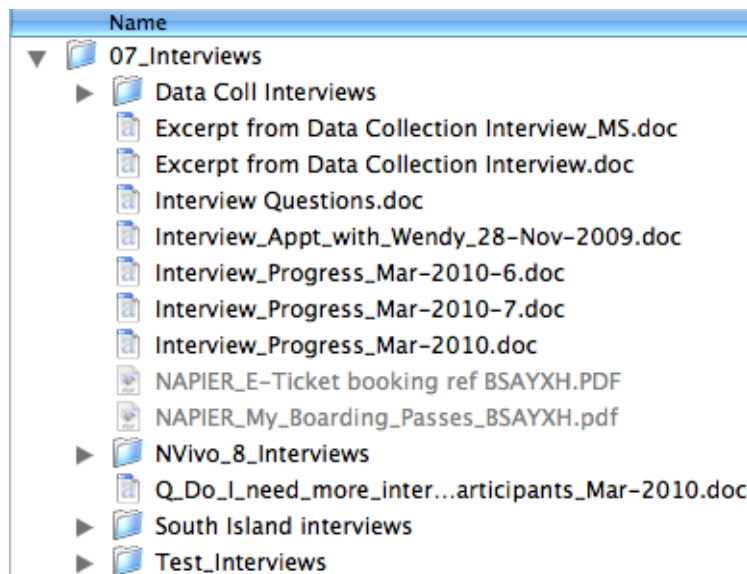 Name
07_Interviews
Data Coll Interviews
Excerpt from Data Collection Interview_MS.doc
Excerpt from Data Collection Interview.doc
Interview Questions.doc
Interview_Appt_with_Wendy_28-Nov-2009.doc
Interview_Progress_Mar-2010-6.doc
Interview_Progress_Mar-2010-7.doc
Interview_Progress_Mar-2010.doc
NAPIER_E-Ticket booking ref BSAYXH.PDF
NAPIER_My_Boarding_Passes_BSAYXH.pdf
NVivo_8_Interviews
Q_Do_I_need_more_inter...articipants_Mar-2010.doc
South Island interviews
Test_Interviews